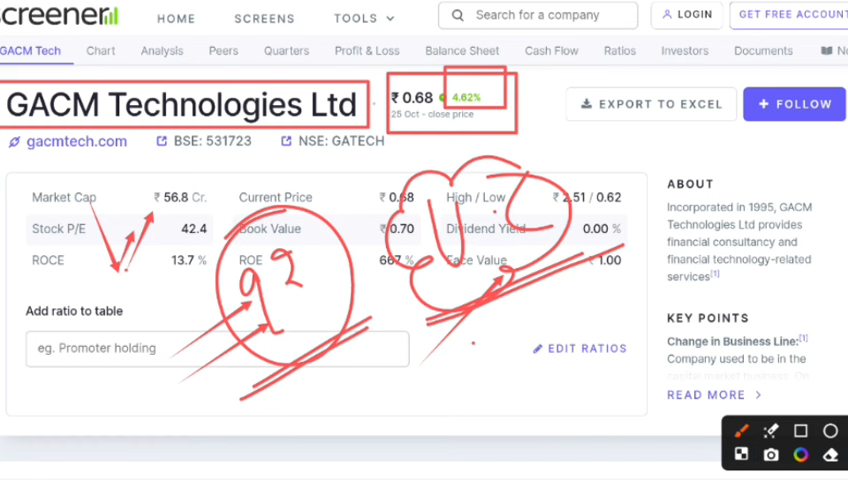 screener
HOME SCREENS TOOLS
Search for a company
LOGIN
GET FREE ACCOUNT
GACM Tech Chart Analysis Peers Quarters Profit & Loss Balance Sheet Cash Flow Ratios Investors Documents No
GACM Technologies Ltd
₹ 0.68 4.62%
25 Oct - close price
EXPORT TO EXCEL
FOLLOW
gacmtech.com BSE: 531723 NSE: GATECH
Market Cap ₹ 56.8 Cr. Current Price ₹ 0.68 High / Low ₹ 2.51 / 0.62
Stock P/E 42.4 Book Value ₹ 0.70 Dividend Yield 0.00 %
ROCE 13.7 % ROE % Face Value ₹ 1.00
Add ratio to table
eg. Promoter holding
EDIT RATIOS
ABOUT
Incorporated in 1995, GACM
Technologies Ltd provides
financial consultancy and
financial technology-related
services[1]
KEY POINTS
Change in Business Line:[1]
Company used to be in the
capital market business. On
READ MORE